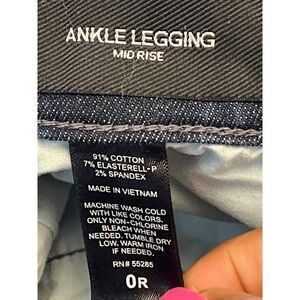 ANKLE LEGGING
MID RISE
91% COTTON
7% ELASTERELL-P
2% SPANDEX
MADE IN VIETNAM
MACHINE WASH COLD
WITH LIKE COLORS.
ONLY NON-CHLORINE
BLEACH WHEN
NEEDED. TUMBLE DRY
LOW. WARM IRON
IF NEEDED.
RN# 55285
0R